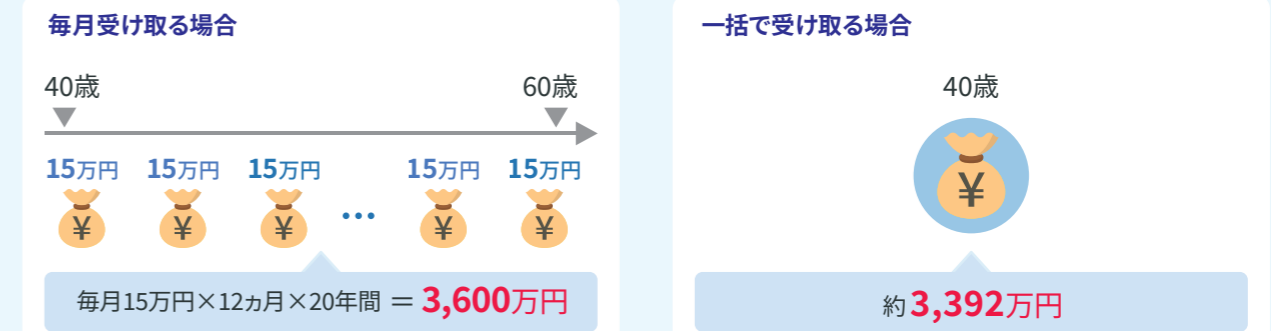 毎月受け取る場合
40歳 60歳
15万円 15万円 15万円 15万円 15万円
¥ ¥ ¥ … ¥ ¥
毎月15万円×12ヵ月×20年間 ＝ 3,600万円
一括で受け取る場合
40歳
¥
約3,392万円